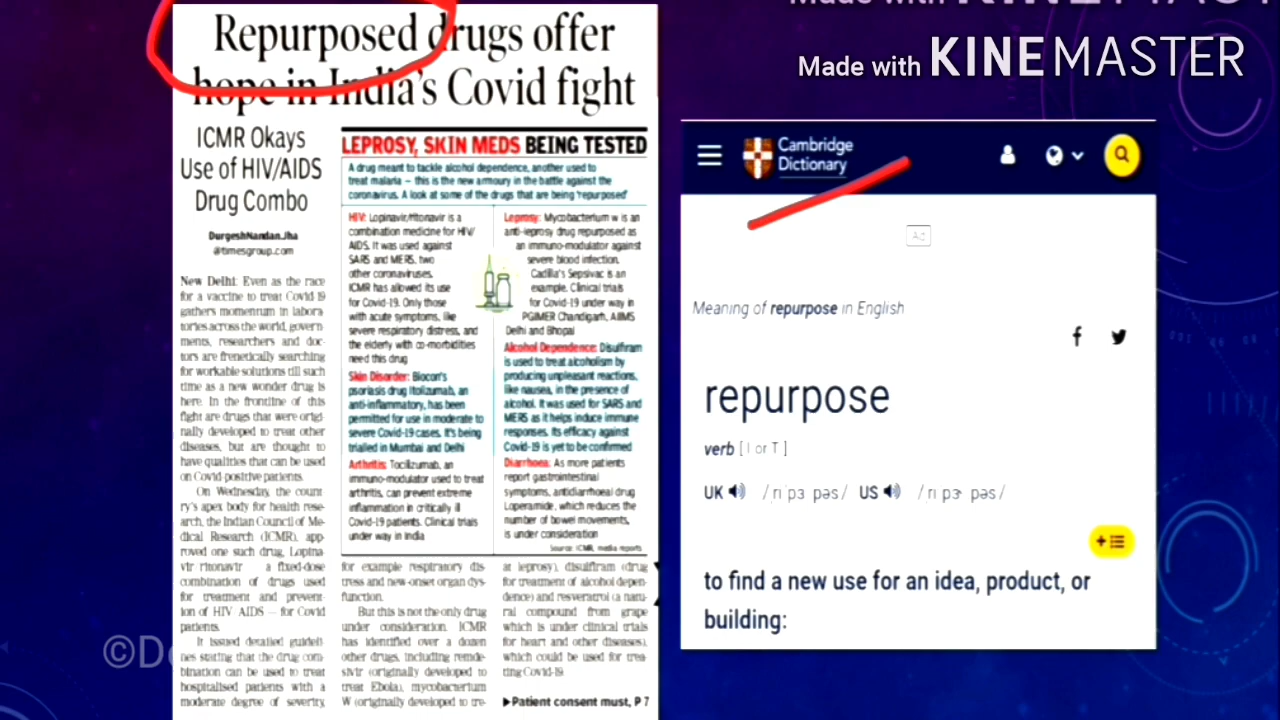 Made with KINEMASTER
Repurposed drugs offer
hope in India's Covid fight
ICMR Okays
Use of HIV/AIDS
Drug Combo
DurgeshNandan.Jha
@timesgroup.com
New Delhi: Even as the race
for a vaccine to treat Covid 19
gathers momentum in labora
tories across the world, govern
ments, researchers and doc-
tors are frenetically searching
for workable solutions till such
time as a new wonder drug is
here. In the frontline of this
fight are drugs that were origi
nally developed to treat other
diseases, but are thought to
have qualities that can be used
on Covid-positive patients.
On Wednesday, the count
ry's apex body for health rese
arch, the Indian Council of Me
dical Research (ICMR), app
roved one such drug, Lopina
vir ritonavir a fixed-dose
combination of drugs used
for treatment and prevent-
ion of HIV AIDS – for Covid
patients.
It issued detailed guideli
nes stating that the drug com
bination can be used to treat
hospitalised patients with a
moderate degree of severity,
LEPROSY, SKIN MEDS BEING TESTED
A drug meant to tackle alcohol dependence, another used to
treat malaria – this is the new armoury in the battle against the
coronavirus. A look at some of the drugs that are being 'repurposed'
HIV: Lopinavir/ritonavir is a
combination medicine for HIV/
AIDS. It was used against
SARS and MERS, two
other coronaviruses.
ICMR has allowed its use
for Covid-19. Only those
with acute symptoms, like
severe respiratory distress, and
the elderly with co-morbidities
need this drug
Skin Disorder: Biocon's
psoriasis drug Itolizumab, an
anti-inflammatory, has been
permitted for use in moderate to
severe Covid-19 cases. It's being
trialled in Mumbai and Delhi
Arthritis: Tocilizumab, an
immuno-modulator used to treat
arthritis, can prevent extreme
inflammation in critically ill
Covid-19 patients. Clinical trials
under way in India
Leprosy: Mycobacterium w is an
anti-leprosy drug repurposed as
an immuno-modulator against
severe blood infection.
Cadilla's Sepsivac is an
example. Clinical trials
for Covid-19 under way in
PGIMER Chandigarh, AIIMS
Delhi and Bhopal
Alcohol Dependence: Disulfiram
is used to treat alcoholism by
producing unpleasant reactions,
like nausea, in the presence of
alcohol. It was used for SARS and
MERS as it helps induce immune
responses. Its efficacy against
Covid-19 is yet to be confirmed
Diarrhoea: As more patients
report gastrointestinal
symptoms, antidiarrhoeal drug
Loperamide, which reduces the
number of bowel movements,
is under consideration
Source: ICMR, media reports
for example respiratory dis
tress and new-onset organ dys-
function.
But this is not the only drug
under consideration. ICMR
has identified over a dozen
other drugs, including remde-
sivir (originally developed to
treat Ebola), mycobacterium
W (originally developed to tre-
at leprosy), disulfiram (drug
for treatment of alcohol depen-
dence) and resveratrol (a natu-
ral compound from grape
which is under clinical trials
for heart and other diseases),
which could be used for trea-
ting Covid-19.
▶Patient consent must, P 7
Cambridge
Dictionary
Ad
Meaning of repurpose in English
repurpose
verb [ I or T ]
UK /ˌriːˈpɜː.pəs/ US /ˌriːˈpɝː.pəs/
to find a new use for an idea, product, or
building: